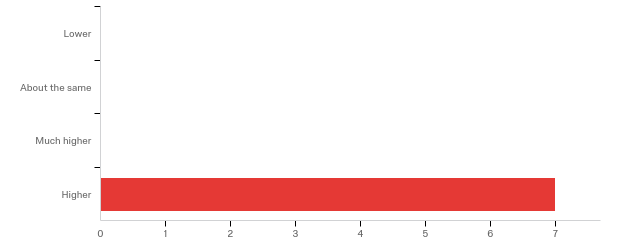 Lower
About the same
Much higher
Higher
0 1 2 3 4 5 6 7